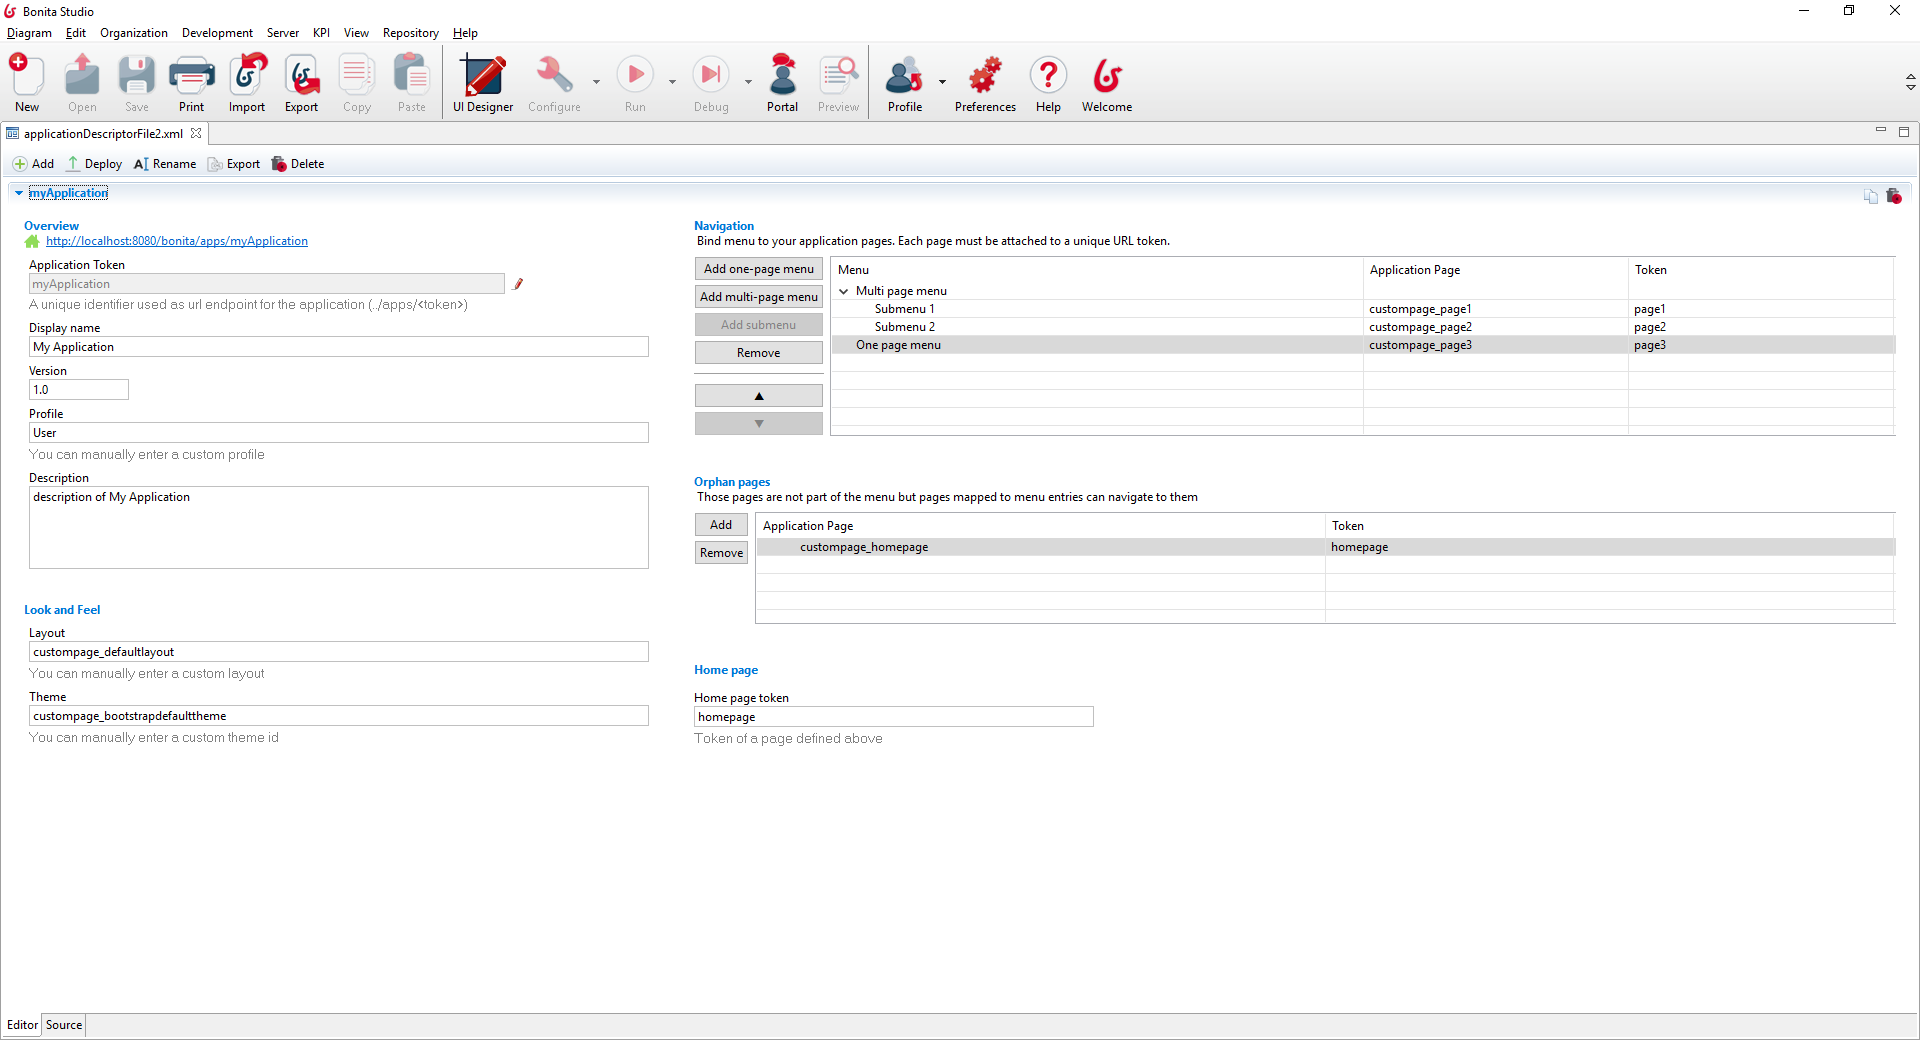 Bonita Studio
Diagram Edit Organization Development Server KPI View Repository Help
New Open Save Print Import Export Copy Paste UI Designer Configure Run Debug Portal Preview Profile Preferences Help Welcome
applicationDescriptorFile2.xml
Add Deploy Rename Export Delete
myApplication
Overview
http://localhost:8080/bonita/apps/myApplication
Application Token
myApplication
A unique identifier used as url endpoint for the application (../apps/<token>)
Display name
My Application
Version
1.0
Profile
User
You can manually enter a custom profile
Description
description of My Application
Look and Feel
Layout
custompage_defaultlayout
You can manually enter a custom layout
Theme
custompage_bootstrapdefaulttheme
You can manually enter a custom theme id
Navigation
Bind menu to your application pages. Each page must be attached to a unique URL token.
Add one-page menu
Add multi-page menu
Add submenu
Remove
Menu Application Page Token
Multi page menu
Submenu 1 custompage_page1 page1
Submenu 2 custompage_page2 page2
One page menu custompage_page3 page3
Orphan pages
Those pages are not part of the menu but pages mapped to menu entries can navigate to them
Add
Remove
Application Page Token
custompage_homepage homepage
Home page
Home page token
homepage
Token of a page defined above
Editor Source